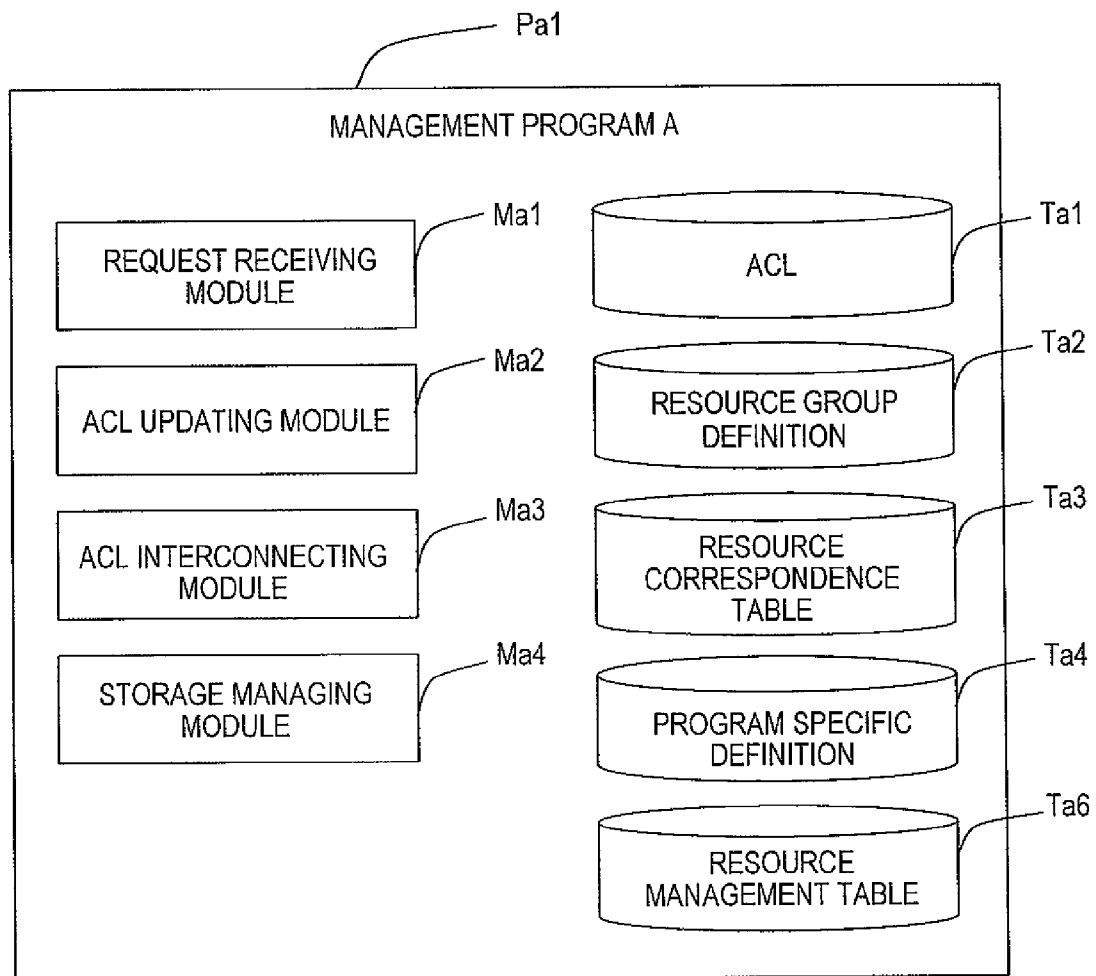 Pa1
MANAGEMENT PROGRAM A
REQUEST RECEIVING
MODULE
Ma1
ACL
Ta1
ACL UPDATING MODULE
Ma2
RESOURCE GROUP
DEFINITION
Ta2
ACL INTERCONNECTING
MODULE
Ma3
RESOURCE
CORRESPONDENCE
TABLE
Ta3
STORAGE MANAGING
MODULE
Ma4
PROGRAM SPECIFIC
DEFINITION
Ta4
RESOURCE
MANAGEMENT TABLE
Ta6